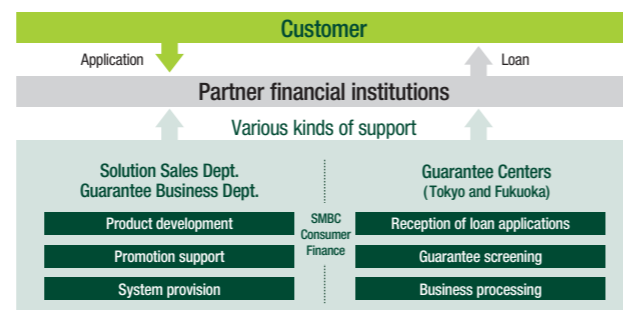 Customer
Application
Loan
Partner financial institutions
Various kinds of support
Solution Sales Dept.
Guarantee Business Dept.
Product development
Promotion support
System provision
SMBC
Consumer
Finance
Guarantee Centers
(Tokyo and Fukuoka)
Reception of loan applications
Guarantee screening
Business processing